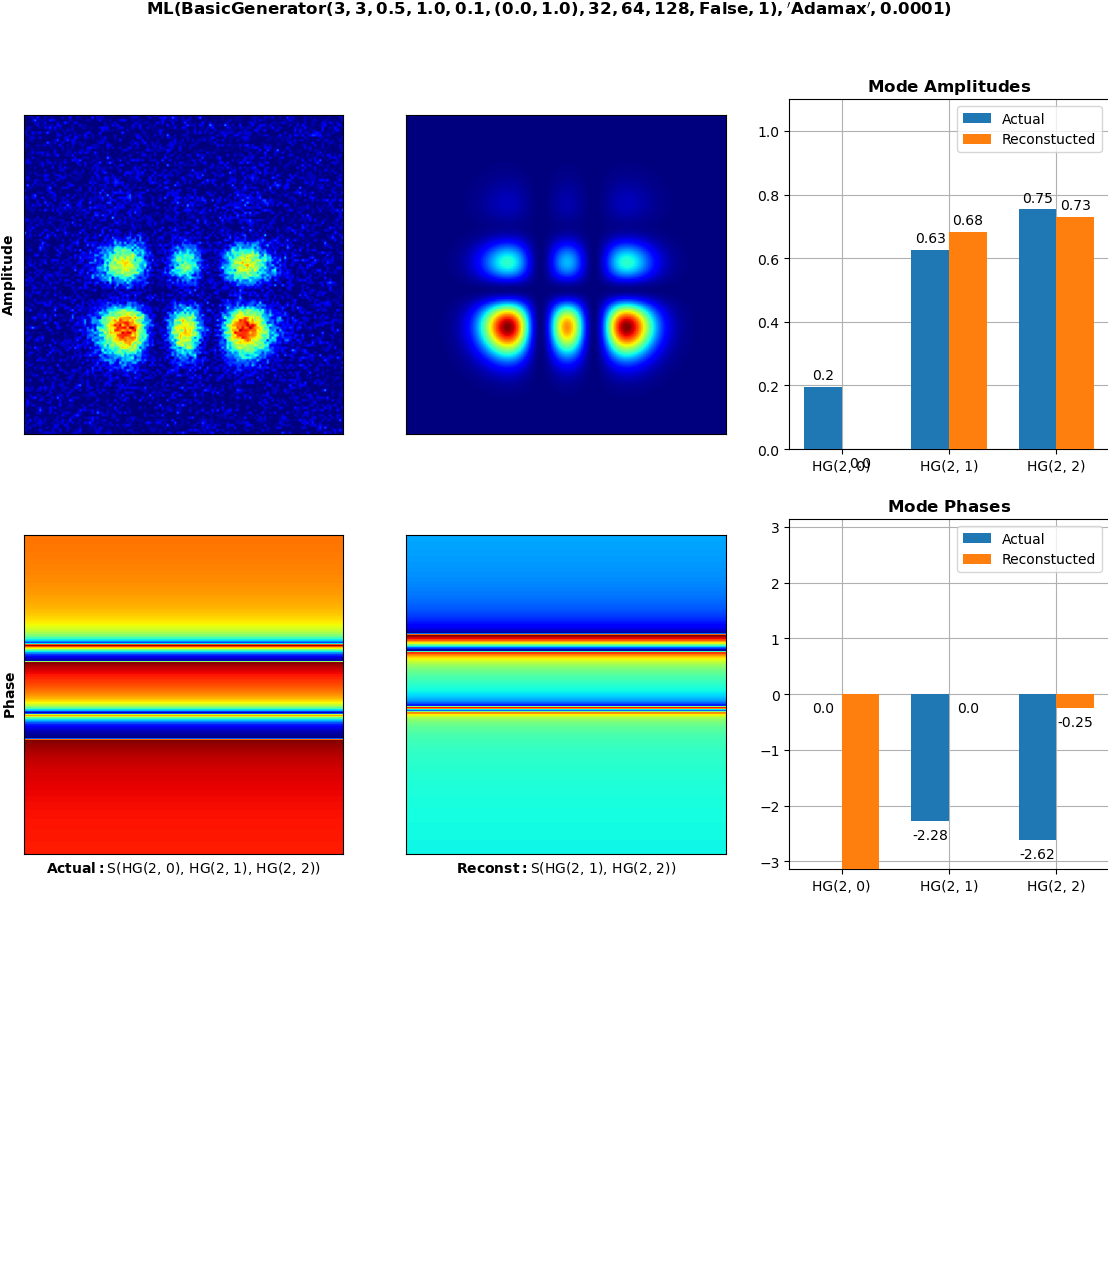 ML(BasicGenerator(3, 3, 0.5, 1.0, 0.1, (0.0, 1.0), 32, 64, 128, False, 1), 'Adamax', 0.0001)
Amplitude
Mode Amplitudes
Actual
Reconstucted
1.0
0.8
0.6
0.4
0.2
0.0
0.2
0.0
0.63
0.68
0.75
0.73
HG(2, 0)
HG(2, 1)
HG(2, 2)
Phase
Actual: S(HG(2, 0), HG(2, 1), HG(2, 2))
Reconst: S(HG(2, 1), HG(2, 2))
Mode Phases
Actual
Reconstucted
3
2
1
0
−1
−2
−3
0.0
-2.28
0.0
-2.62
-0.25
HG(2, 0)
HG(2, 1)
HG(2, 2)